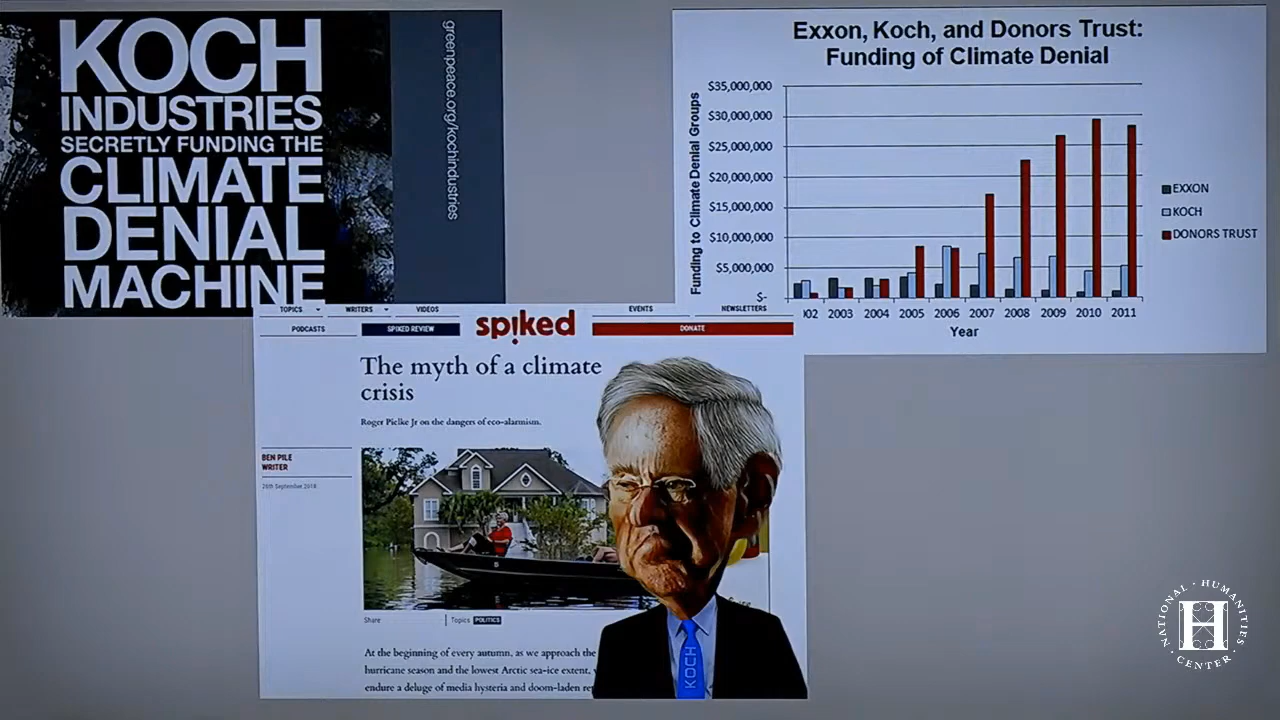 KOCH
INDUSTRIES
SECRETLY FUNDING THE
CLIMATE
DENIAL
MACHINE
greenpeace.org/kochindustries
Exxon, Koch, and Donors Trust:
Funding of Climate Denial
Funding to Climate Denial Groups
$35,000,000
$30,000,000
$25,000,000
$20,000,000
$15,000,000
$10,000,000
$5,000,000
$-
02 2003 2004 2005 2006 2007 2008 2009 2010 2011
Year
EXXON
KOCH
DONORS TRUST
TOPICS WRITERS VIDEOS EVENTS NEWSLETTERS
PODCASTS SPIKED REVIEW spiked DONATE
The myth of a climate
crisis
Roger Pielke Jr on the dangers of eco-alarmism.
BEN PILE
WRITER
Share Topics POLITICS
At the beginning of every autumn, as we approach the
hurricane season and the lowest Arctic sea-ice extent,
endure a deluge of media hysteria and doom-laden
KOCH
NATIONAL HUMANITIES CENTER
H